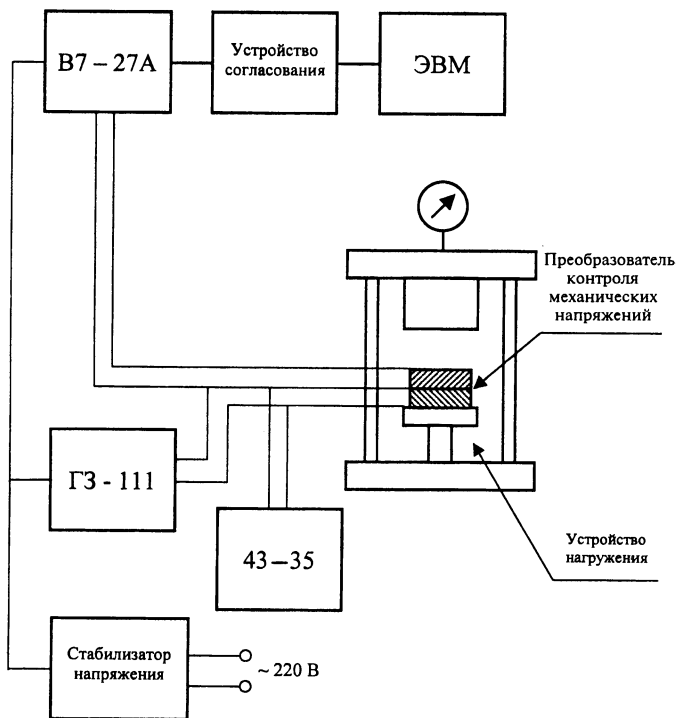 В7 – 27А
Устройство
согласования
ЭВМ
Преобразователь
контроля
механических
напряжений
ГЗ - 111
43 – 35
Устройство
нагружения
Стабилизатор
напряжения
~ 220 В